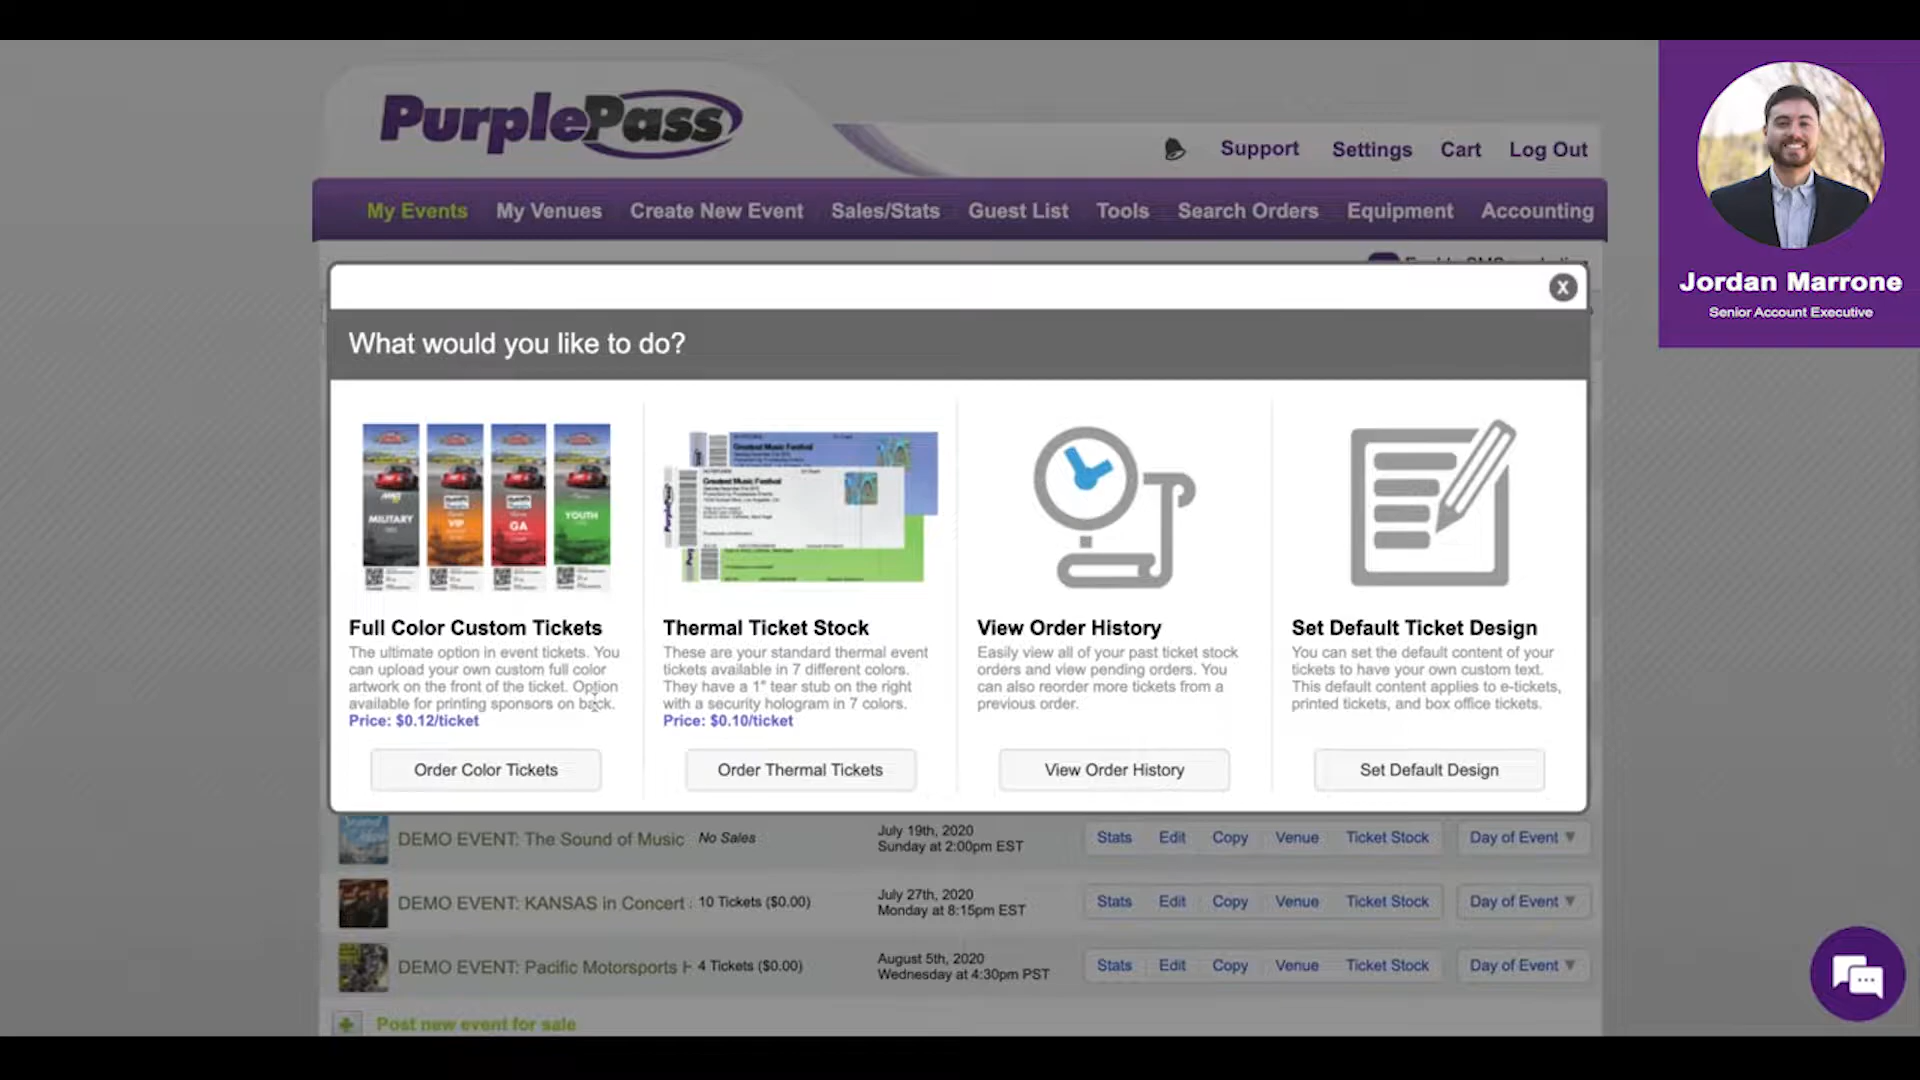 PurplePass
Support Settings Cart Log Out
My Events My Venues Create New Event Sales/Stats Guest List Tools Search Orders Equipment Accounting
Jordan Marrone
Senior Account Executive
X
What would you like to do?
MILITARY
VIP
GA
YOUTH
Greatest Music Festival
Greatest Music Festival
PurplePass
Full Color Custom Tickets
The ultimate option in event tickets. You
can upload your own custom full color
artwork on the front of the ticket. Option
available for printing sponsors on back.
Price: $0.12/ticket
Order Color Tickets
Thermal Ticket Stock
These are your standard thermal event
tickets available in 7 different colors.
They have a 1" tear stub on the right
with a security hologram in 7 colors.
Price: $0.10/ticket
Order Thermal Tickets
View Order History
Easily view all of your past ticket stock
orders and view pending orders. You
can also reorder more tickets from a
previous order.
View Order History
Set Default Ticket Design
You can set the default content of your
tickets to have your own custom text.
This default content applies to e-tickets,
printed tickets, and box office tickets.
Set Default Design
DEMO EVENT: The Sound of Music No Sales July 19th, 2020 Stats Edit Copy Venue Ticket Stock Day of Event ▼
Sunday at 2:00pm EST
DEMO EVENT: KANSAS in Concert 10 Tickets ($0.00) July 27th, 2020 Stats Edit Copy Venue Ticket Stock Day of Event ▼
Monday at 8:15pm EST
DEMO EVENT: Pacific Motorsports 4 Tickets ($0.00) August 5th, 2020 Stats Edit Copy Venue Ticket Stock Day of Event ▼
Wednesday at 4:30pm PST
Post new event for sale